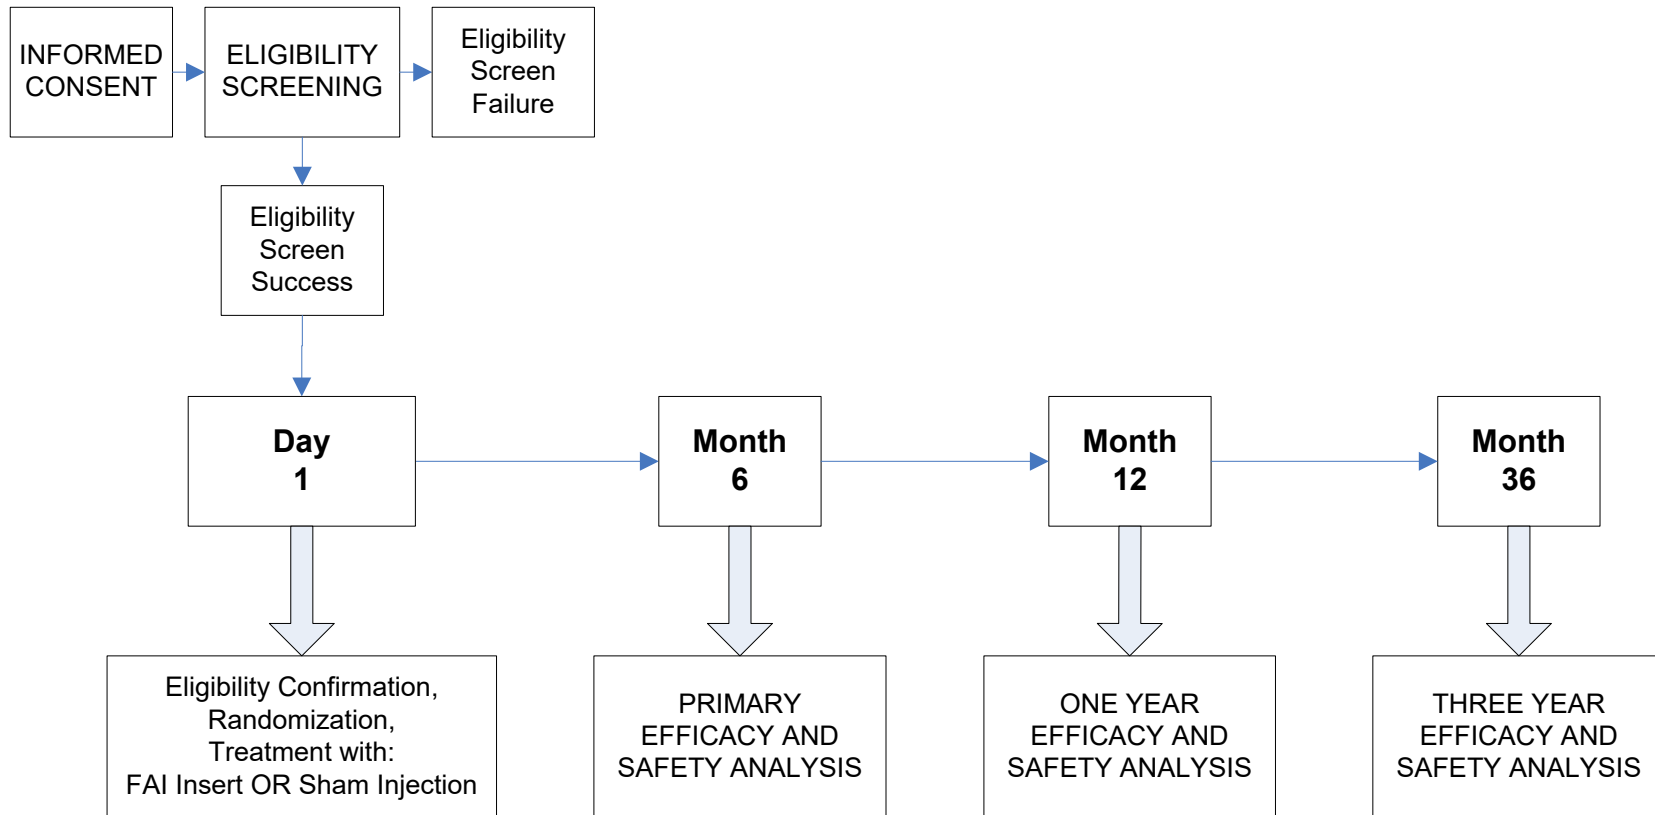 INFORMED
CONSENT
ELIGIBILITY
SCREENING
Eligibility
Screen
Failure
Eligibility
Screen
Success
Day
1
Month
6
Month
12
Month
36
Eligibility Confirmation,
Randomization,
Treatment with:
FAI Insert OR Sham Injection
PRIMARY
EFFICACY AND
SAFETY ANALYSIS
ONE YEAR
EFFICACY AND
SAFETY ANALYSIS
THREE YEAR
EFFICACY AND
SAFETY ANALYSIS